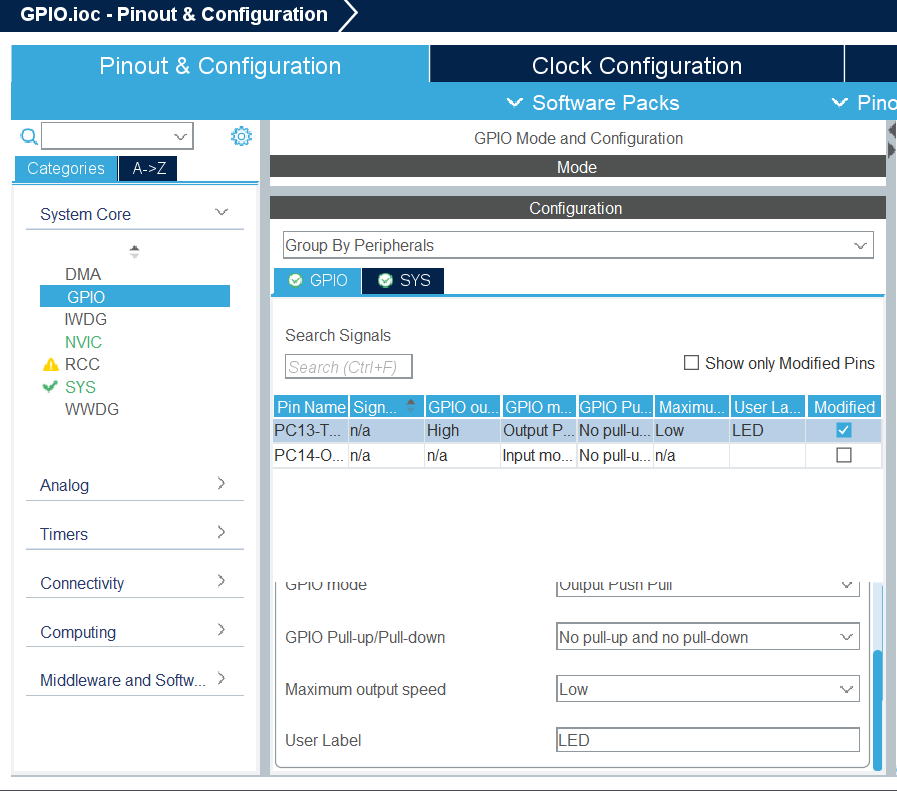 GPIO.ioc - Pinout & Configuration
Pinout & Configuration
Clock Configuration
Software Packs
Pino
GPIO Mode and Configuration
Mode
Categories
A->Z
System Core
DMA
GPIO
IWDG
NVIC
RCC
SYS
WWDG
Analog
Timers
Connectivity
Computing
Middleware and Softw...
Configuration
Group By Peripherals
GPIO
SYS
Search Signals
Search (Ctrl+F)
Show only Modified Pins
Pin Name Sign... GPIO ou... GPIO m... GPIO Pu... Maximu... User La... Modified
PC13-T... n/a High Output P... No pull-u... Low LED
PC14-O... n/a n/a Input mo... No pull-u... n/a
GPIO mode Output Push Pull
GPIO Pull-up/Pull-down No pull-up and no pull-down
Maximum output speed Low
User Label LED